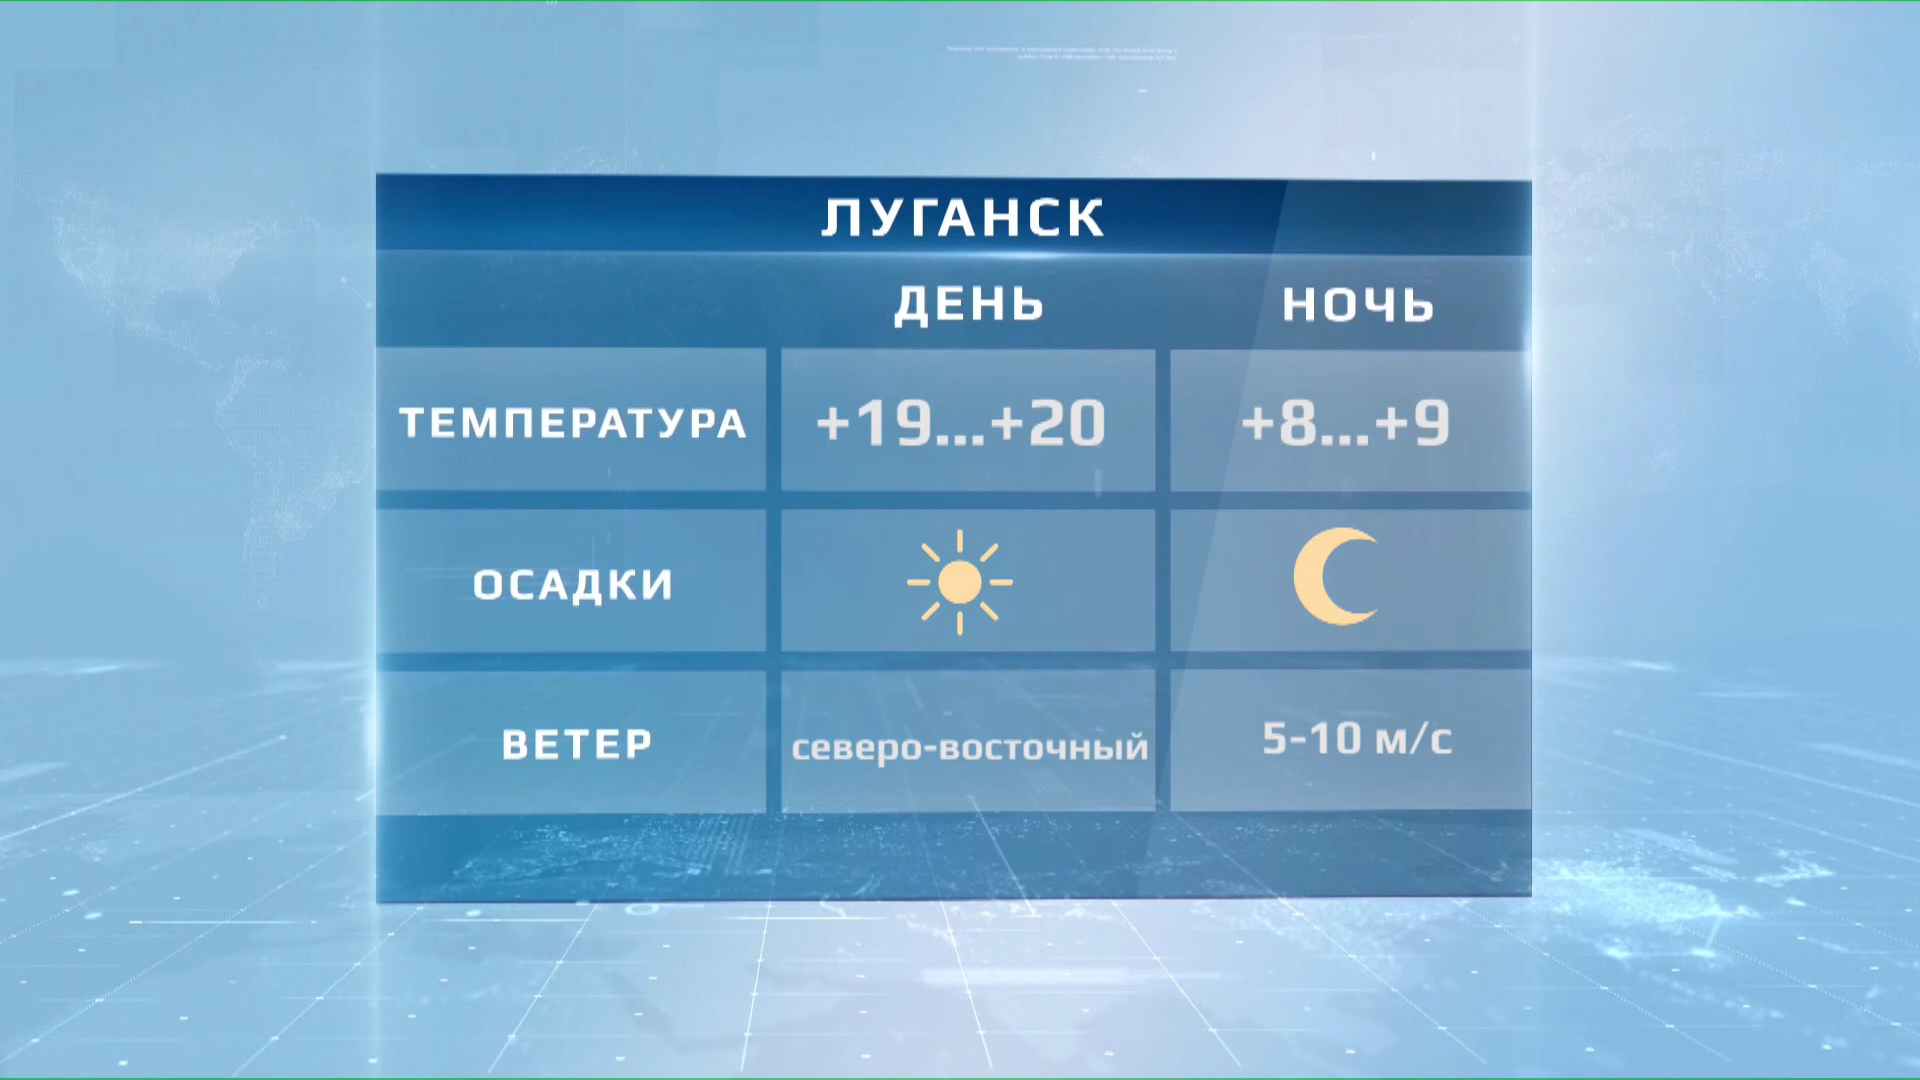 ЛУГАНСК
ДЕНЬ НОЧЬ
ТЕМПЕРАТУРА +19...+20 +8...+9
ОСАДКИ
ВЕТЕР северо-восточный 5-10 м/с